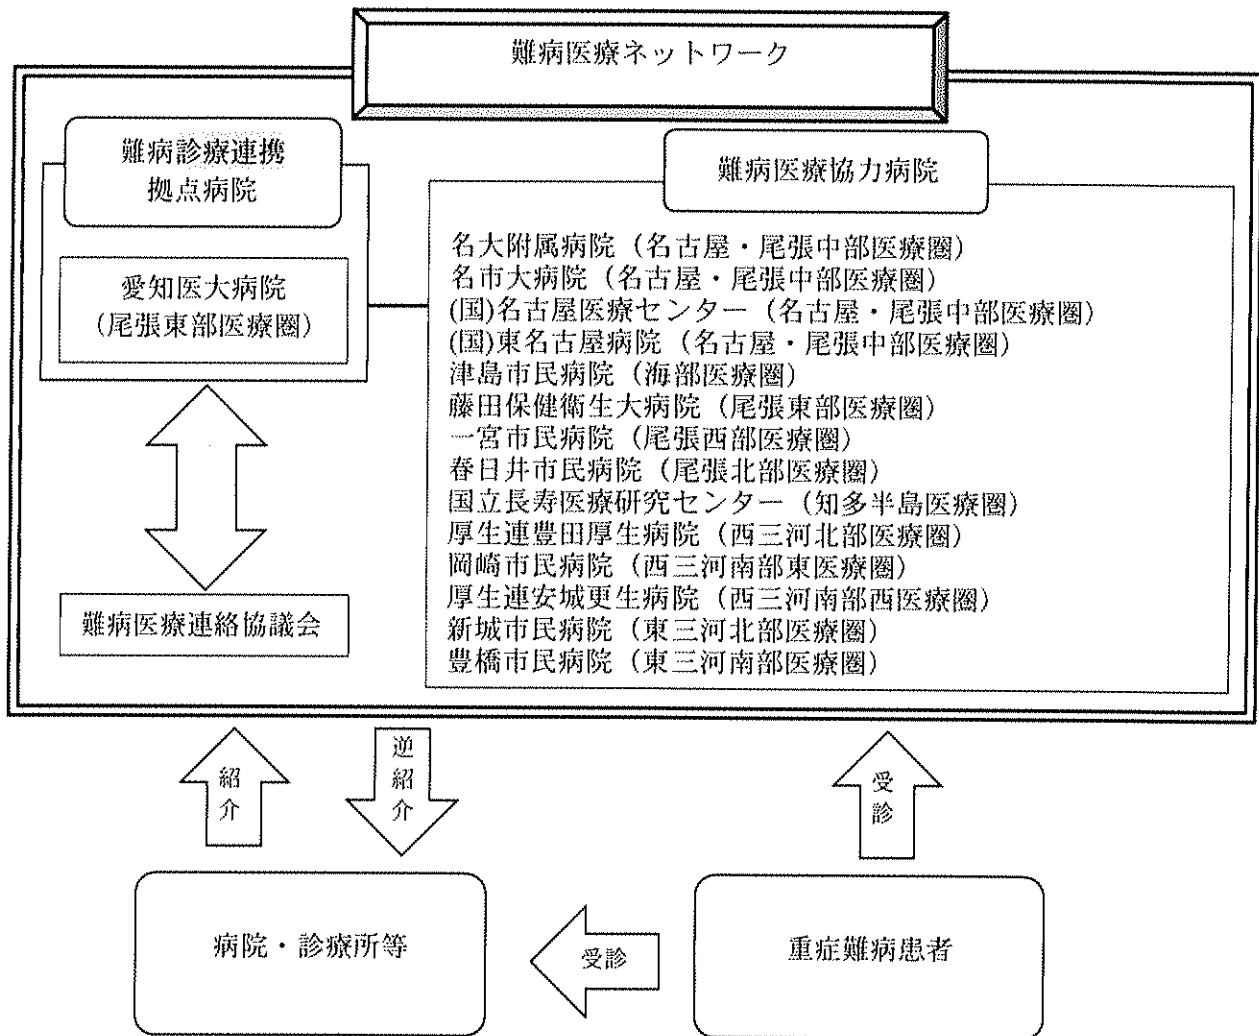 難病医療ネットワーク
難病診療連携
拠点病院
愛知医大病院
（尾張東部医療圏）
難病医療連絡協議会
難病医療協力病院
名大附属病院（名古屋・尾張中部医療圏）
名市大病院（名古屋・尾張中部医療圏）
(国)名古屋医療センター（名古屋・尾張中部医療圏）
(国)東名古屋病院（名古屋・尾張中部医療圏）
津島市民病院（海部医療圏）
藤田保健衛生大病院（尾張東部医療圏）
一宮市民病院（尾張西部医療圏）
春日井市民病院（尾張北部医療圏）
国立長寿医療研究センター（知多半島医療圏）
厚生連豊田厚生病院（西三河北部医療圏）
岡崎市民病院（西三河南部東医療圏）
厚生連安城更生病院（西三河南部西医療圏）
新城市民病院（東三河北部医療圏）
豊橋市民病院（東三河南部医療圏）
紹介
逆紹介
受診
病院・診療所等
受診
重症難病患者